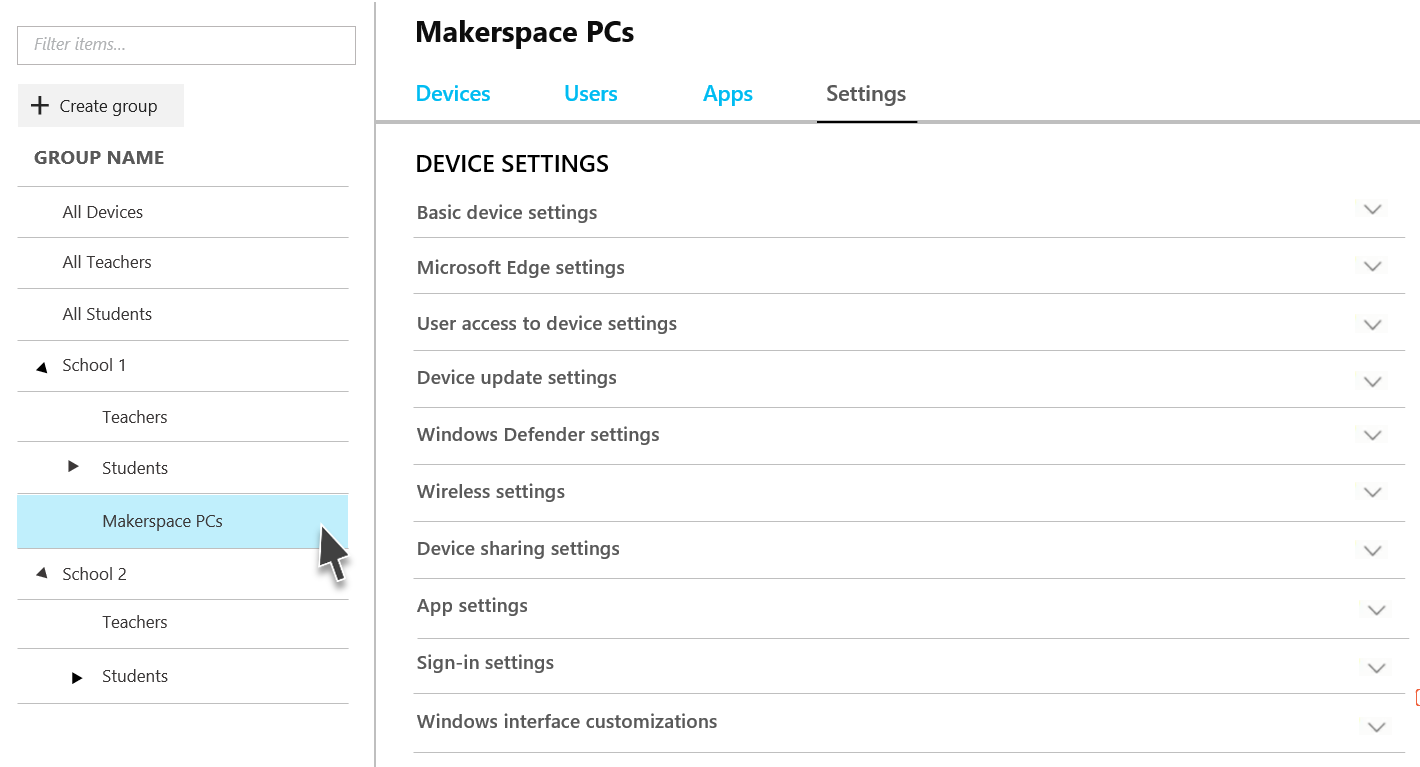 Filter items...
Create group
GROUP NAME
All Devices
All Teachers
All Students
School 1
Teachers
Students
Makerspace PCs
School 2
Teachers
Students
Makerspace PCs
Devices Users Apps Settings
DEVICE SETTINGS
Basic device settings
Microsoft Edge settings
User access to device settings
Device update settings
Windows Defender settings
Wireless settings
Device sharing settings
App settings
Sign-in settings
Windows interface customizations